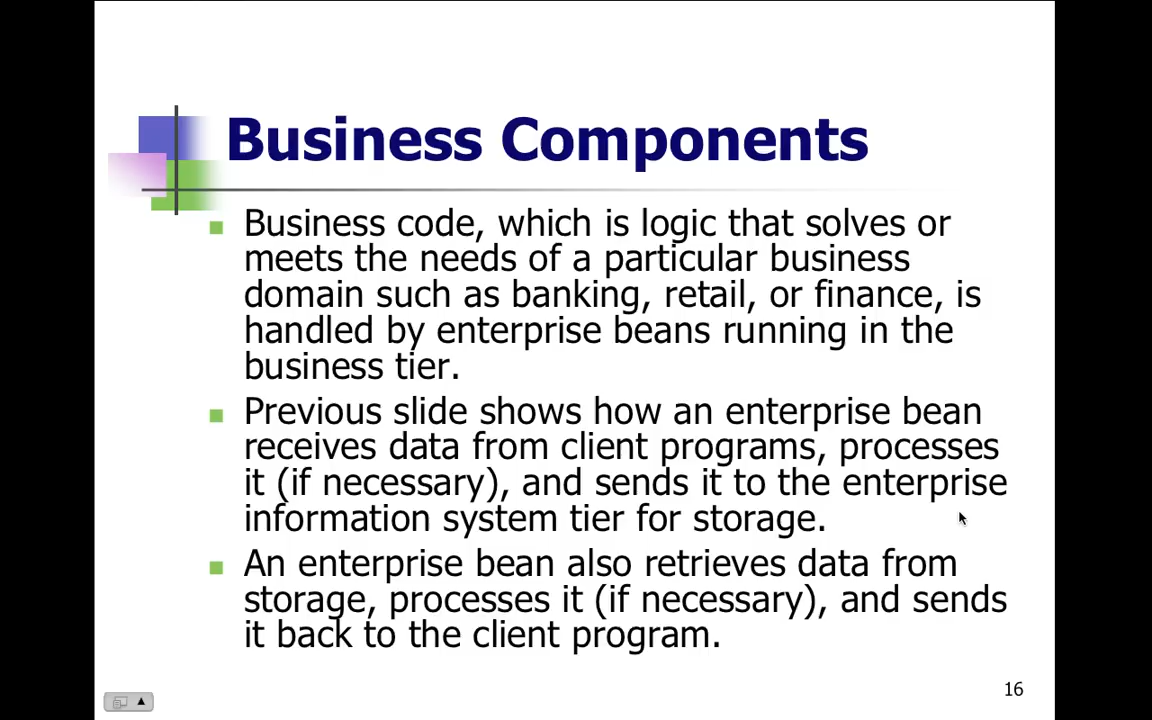 Business Components
Business code, which is logic that solves or
meets the needs of a particular business
domain such as banking, retail, or finance, is
handled by enterprise beans running in the
business tier.
Previous slide shows how an enterprise bean
receives data from client programs, processes
it (if necessary), and sends it to the enterprise
information system tier for storage.
An enterprise bean also retrieves data from
storage, processes it (if necessary), and sends
it back to the client program.
16